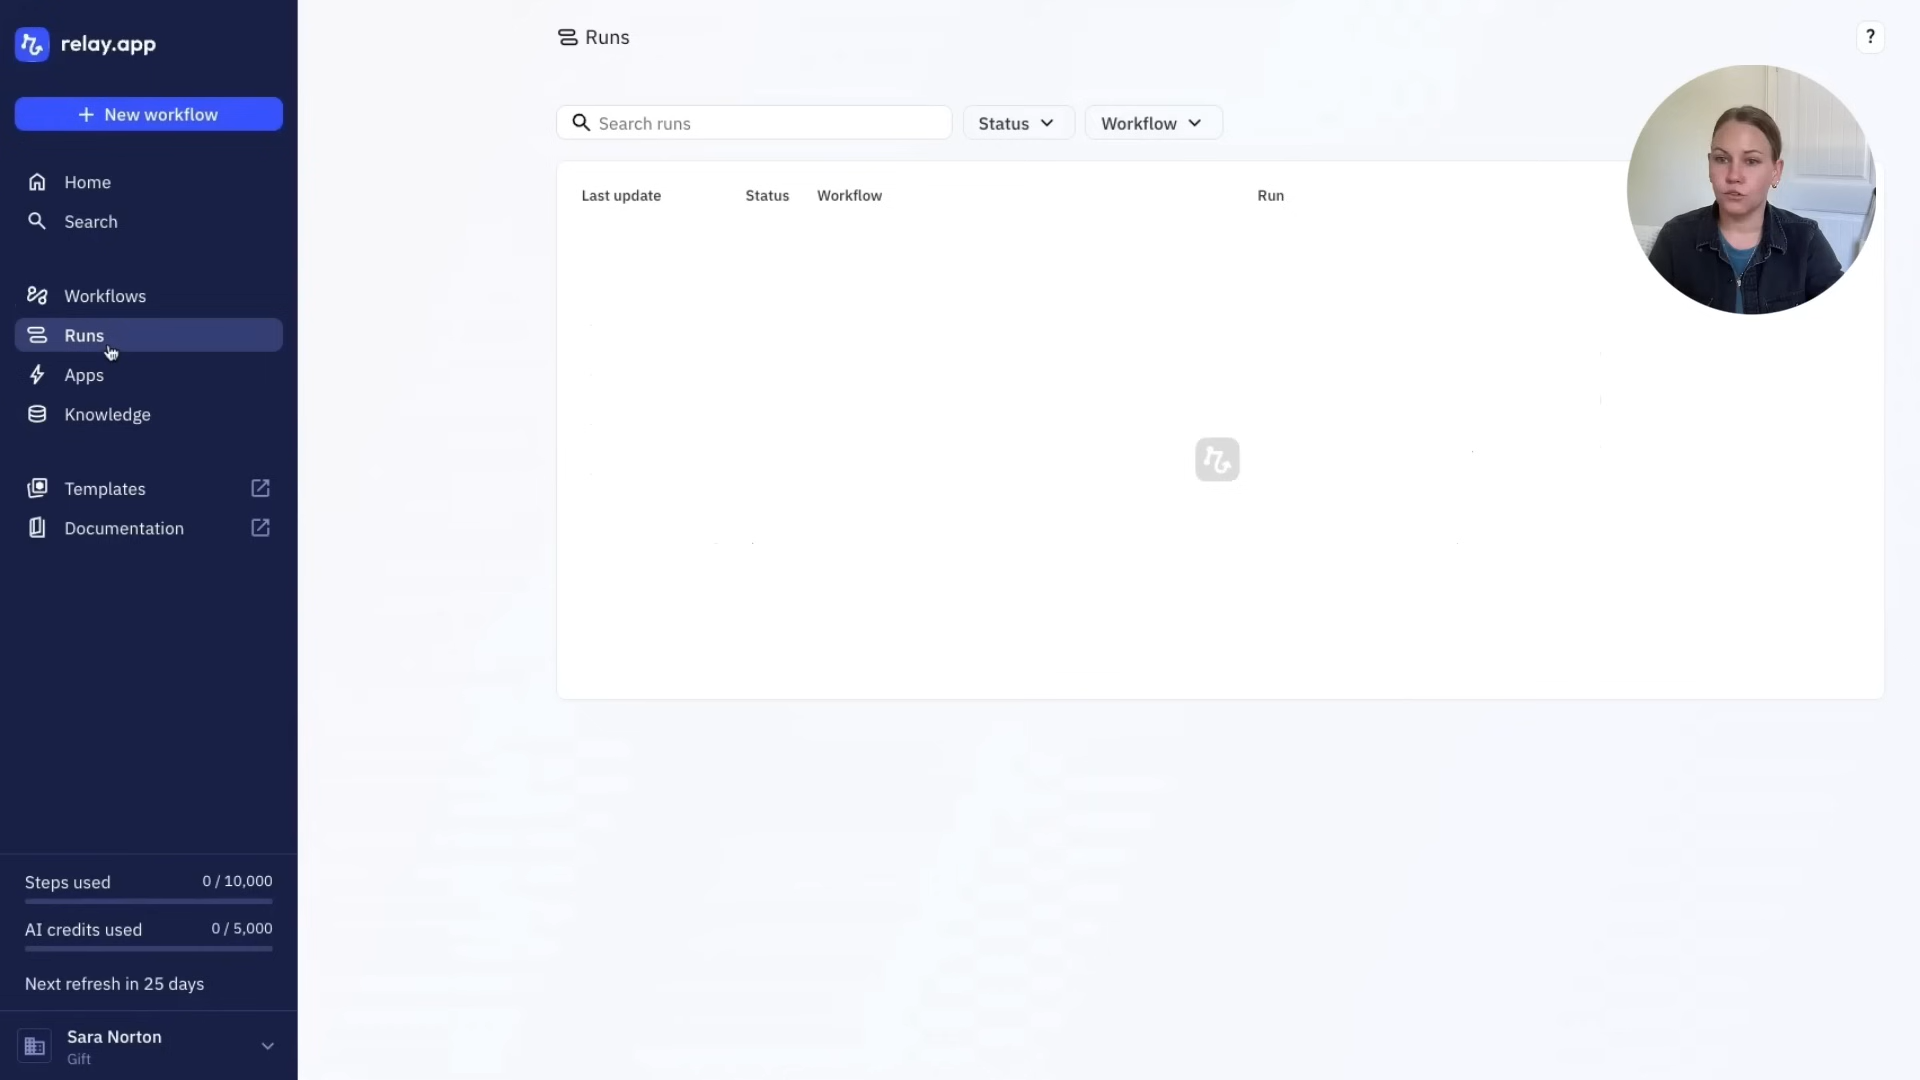 relay.app
+ New workflow
Home
Search
Workflows
Runs
Apps
Knowledge
Templates
Documentation
Steps used 0 / 10,000
AI credits used 0 / 5,000
Next refresh in 25 days
Sara Norton
Gift
Runs
?
Search runs
Status
Workflow
Last update Status Workflow Run